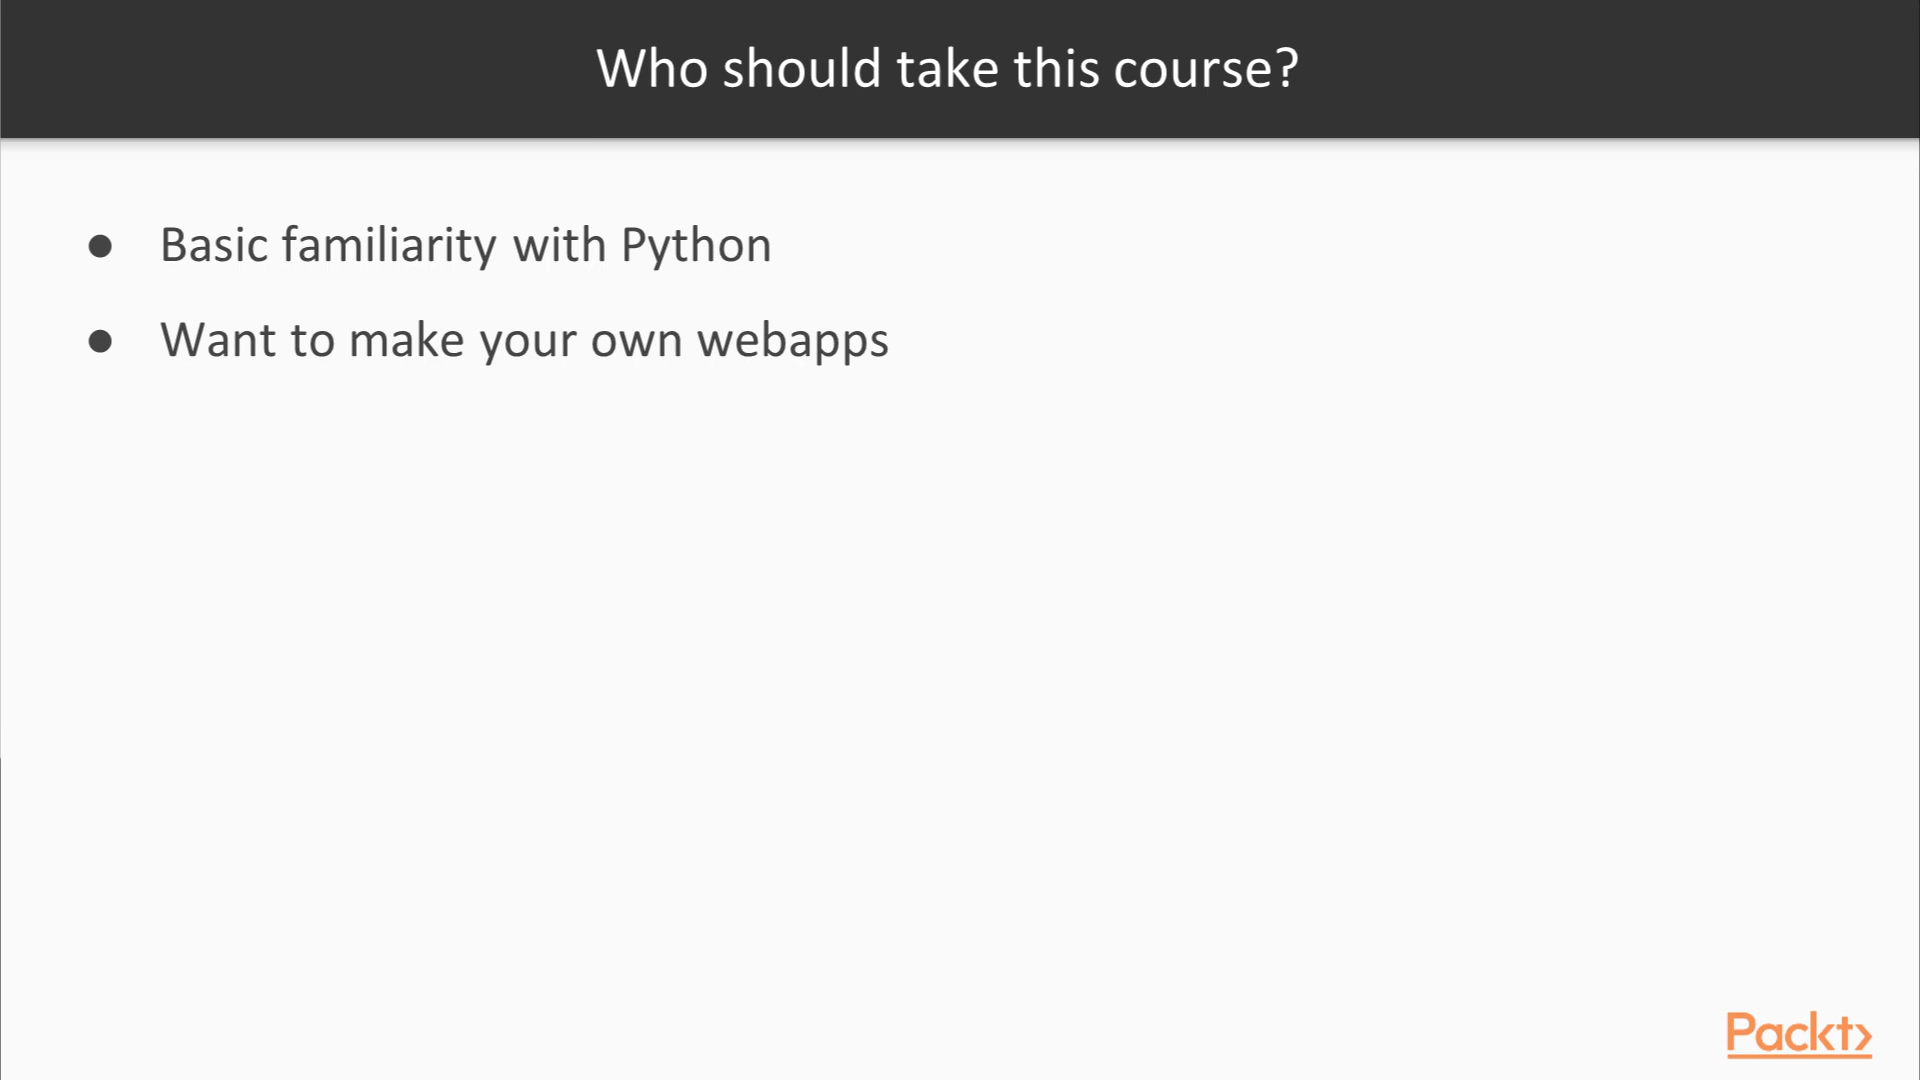 Who should take this course?
● Basic familiarity with Python
● Want to make your own webapps
Packt>